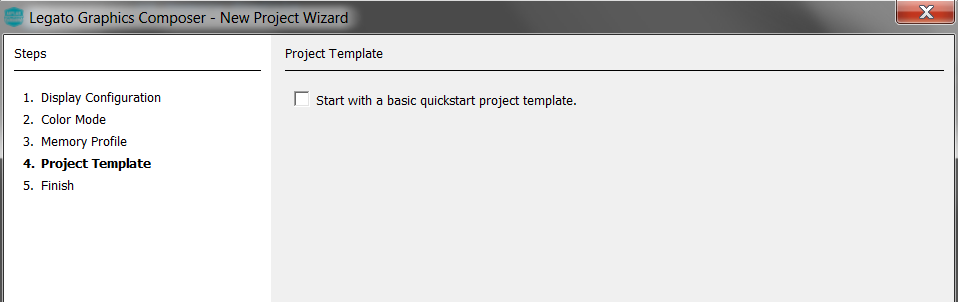 Legato Graphics Composer - New Project Wizard
Steps
1. Display Configuration
2. Color Mode
3. Memory Profile
4. Project Template
5. Finish
Project Template
Start with a basic quickstart project template.